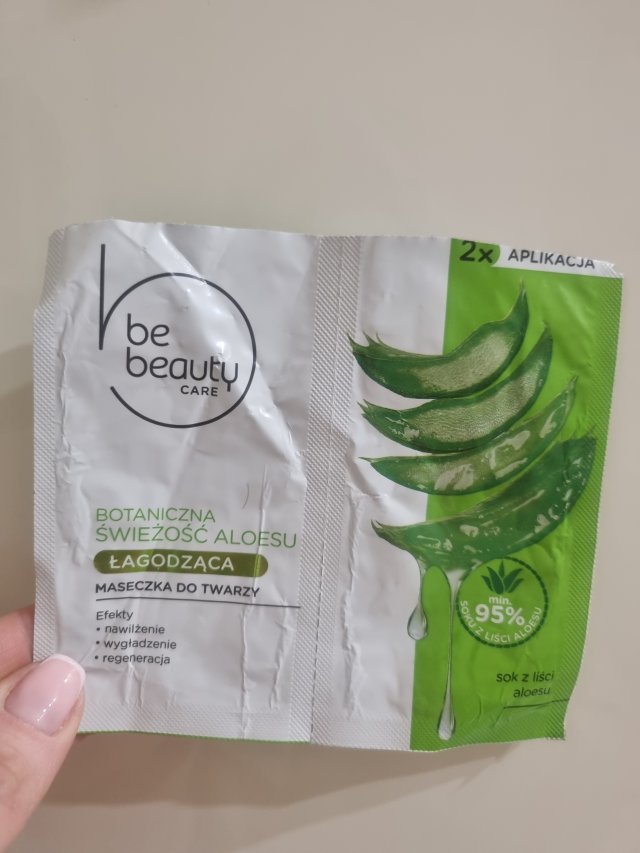 be
beauty
CARE
BOTANICZNA
ŚWIEŻOŚĆ ALOESU
ŁAGODZĄCA
MASECZKA DO TWARZY
Efekty
• nawilżenie
• wygładzenie
• regeneracja
2x APLIKACJA
min.
95%
SOKU Z LIŚCI ALOESU
sok z liści
aloesu